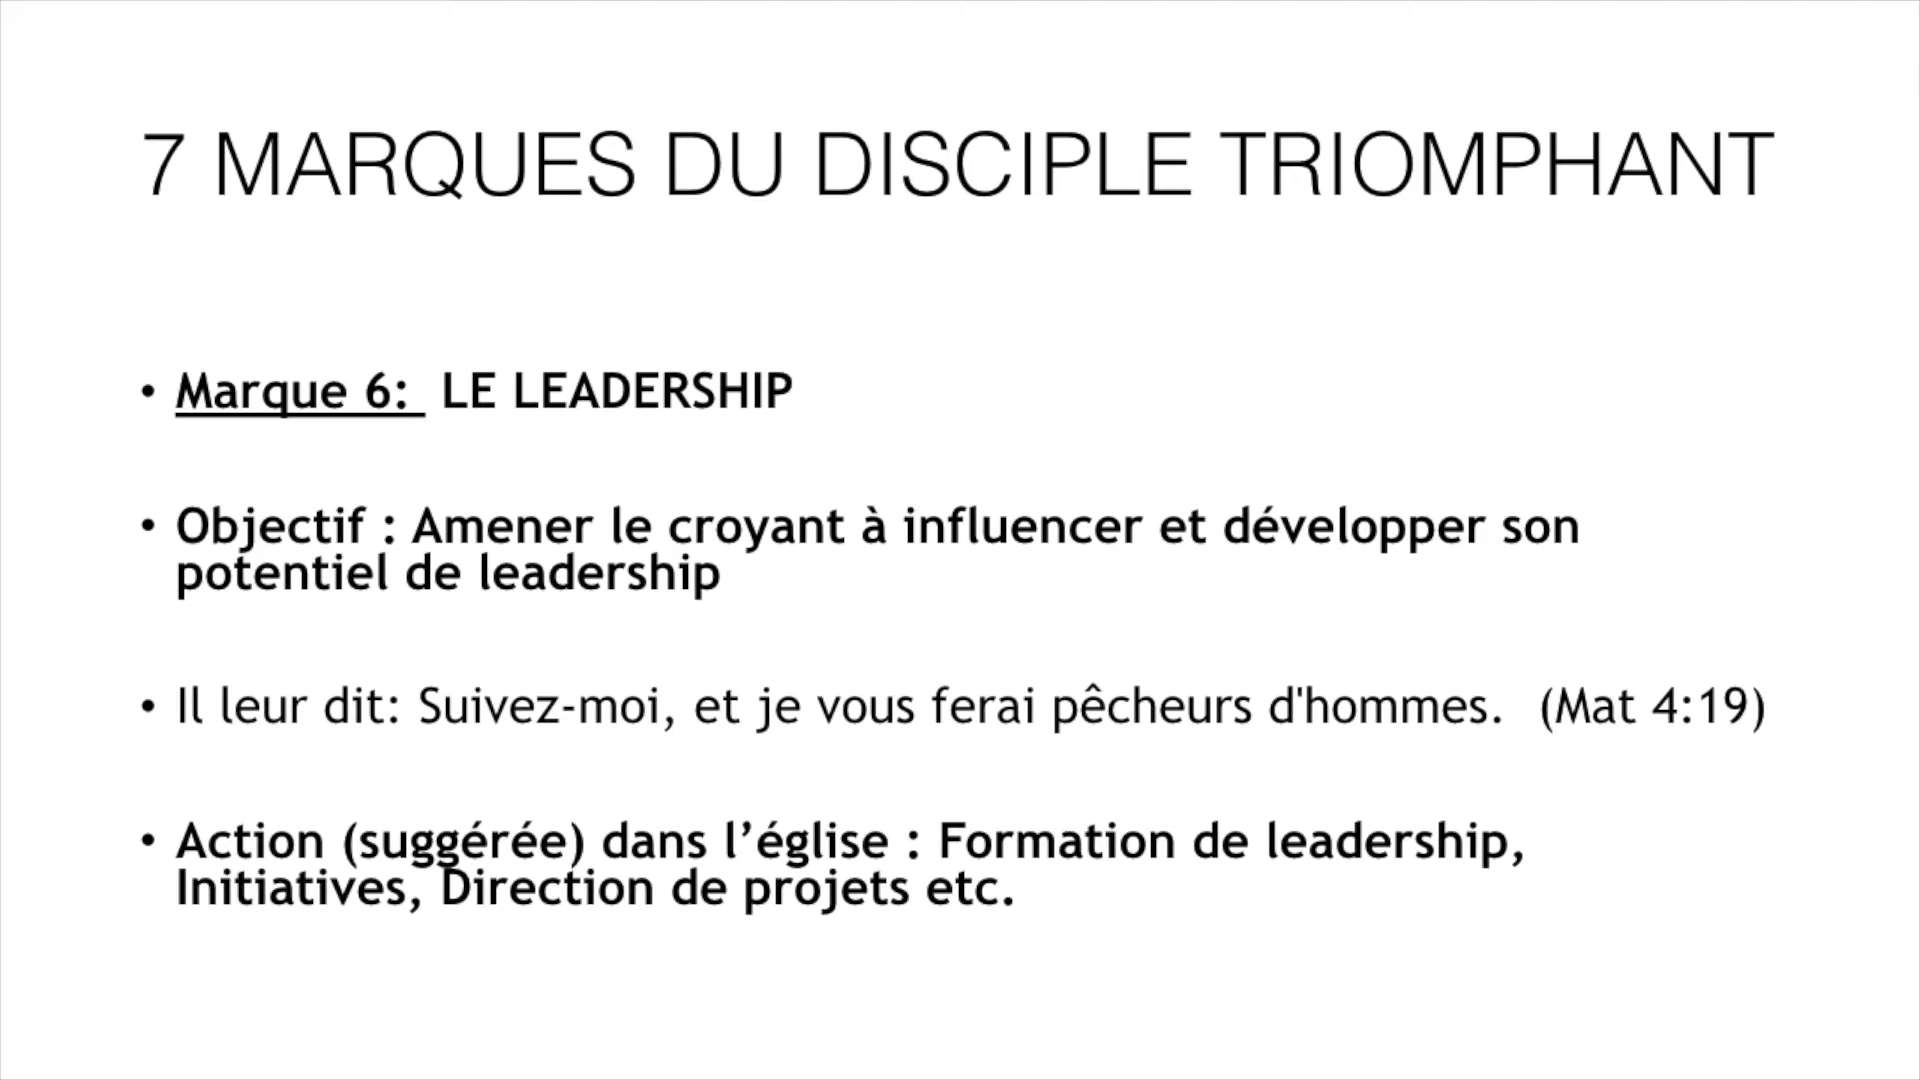 7 MARQUES DU DISCIPLE TRIOMPHANT
• Marque 6: LE LEADERSHIP
• Objectif : Amener le croyant à influencer et développer son
potentiel de leadership
• Il leur dit: Suivez-moi, et je vous ferai pêcheurs d'hommes. (Mat 4:19)
• Action (suggérée) dans l’église : Formation de leadership,
Initiatives, Direction de projets etc.